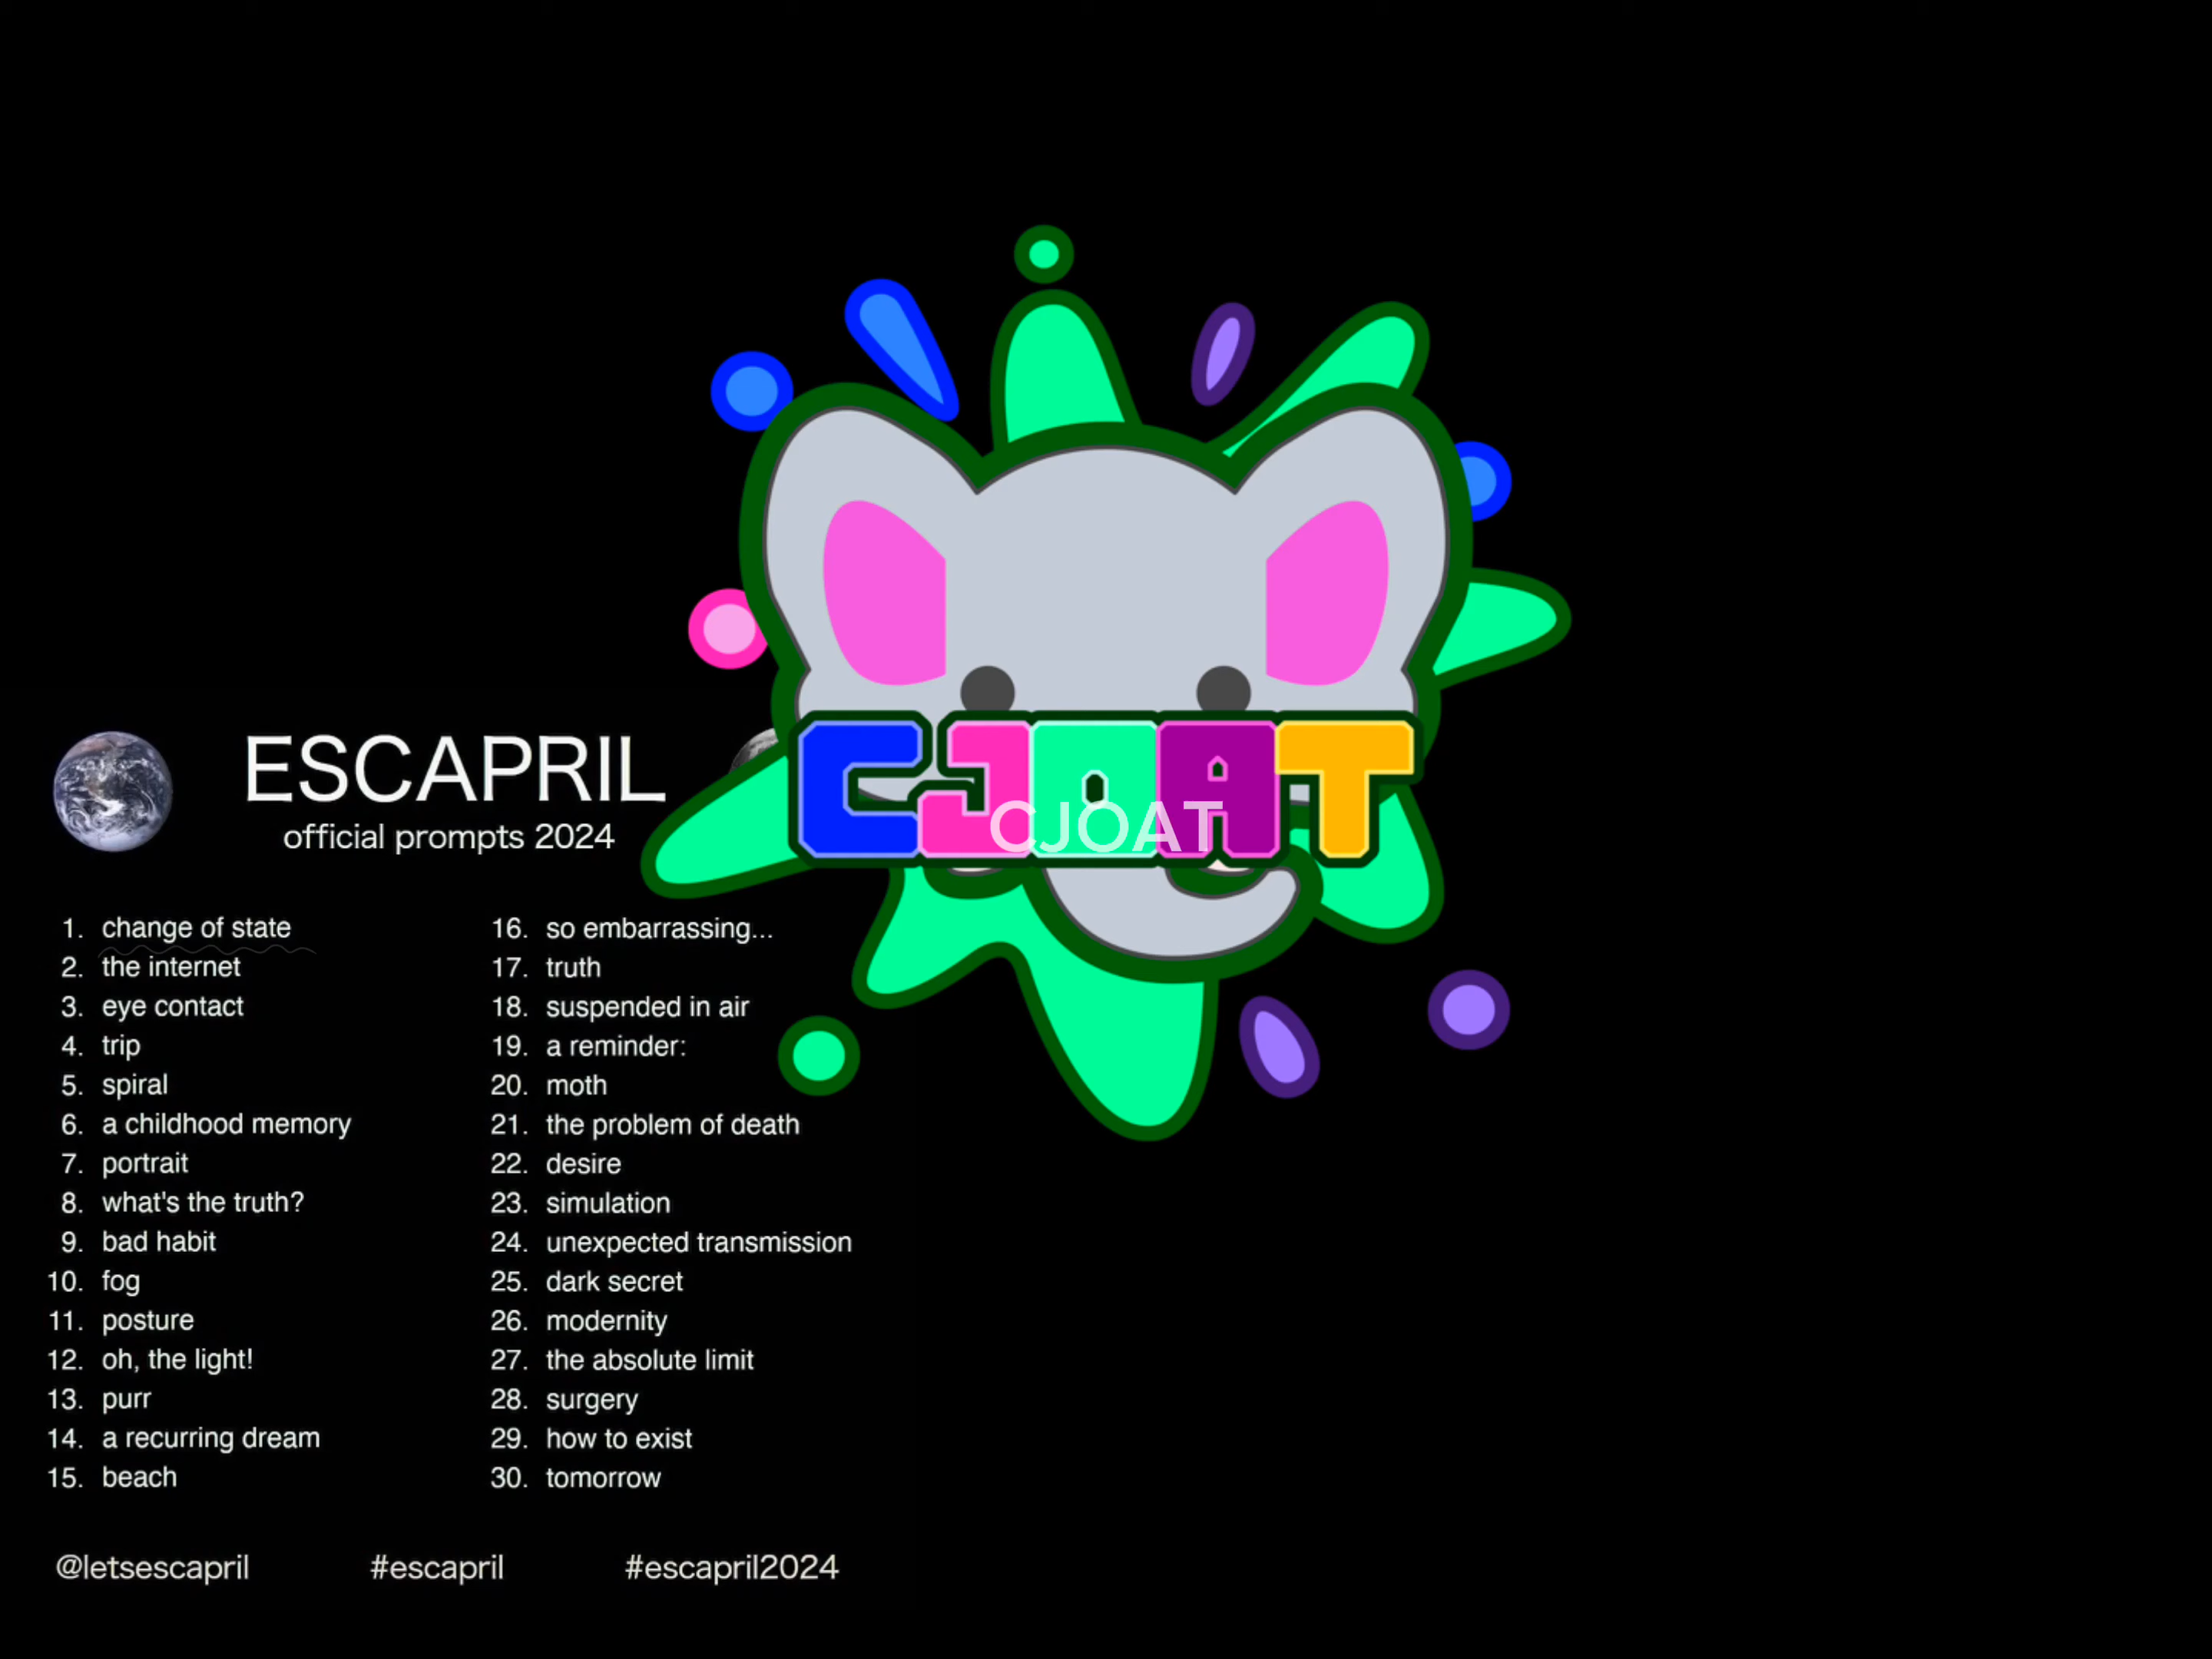 CJOAT
CJOAT
ESCAPRIL
official prompts 2024
1. change of state
2. the internet
3. eye contact
4. trip
5. spiral
6. a childhood memory
7. portrait
8. what's the truth?
9. bad habit
10. fog
11. posture
12. oh, the light!
13. purr
14. a recurring dream
15. beach
16. so embarrassing...
17. truth
18. suspended in air
19. a reminder:
20. moth
21. the problem of death
22. desire
23. simulation
24. unexpected transmission
25. dark secret
26. modernity
27. the absolute limit
28. surgery
29. how to exist
30. tomorrow
@letsescapril #escapril #escapril2024